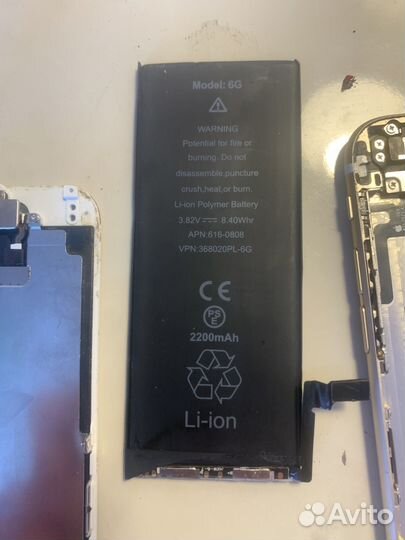 Model: 6G
WARNING
Potential for fire or
burning. Do not
disassemble,puncture
crush,heat,or burn.
Li-ion Polymer Battery
3.82V 8.40Whr
APN:616-0808
VPN:368020PL-6G
CE
PS
E
2200mAh
Li-ion
Avito